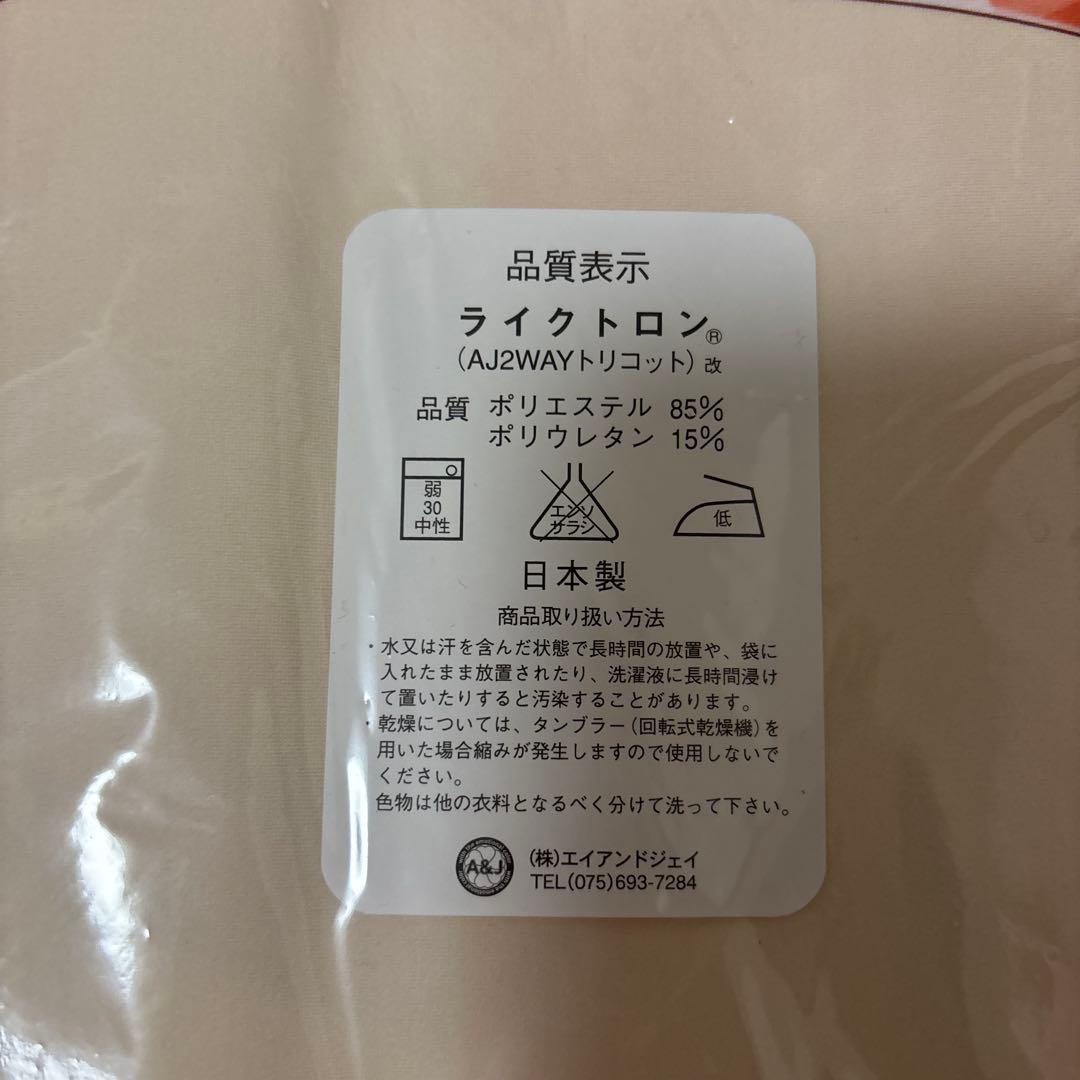 品質表示
ライクトロン®
（AJ2WAYトリコット）改
品質 ポリエステル 85%
ポリウレタン 15%
弱
30
中性
エンソ
サラシ
低
日本製
商品取り扱い方法
・水又は汗を含んだ状態で長時間の放置や、袋に
入れたまま放置されたり、洗濯液に長時間浸け
て置いたりすると汚染することがあります。
・乾燥については、タンブラー（回転式乾燥機）を
用いた場合縮みが発生しますので使用しないで
ください。
色物は他の衣料となるべく分けて洗って下さい。
A&J
（株）エイアンドジェイ
TEL(075)693-7284